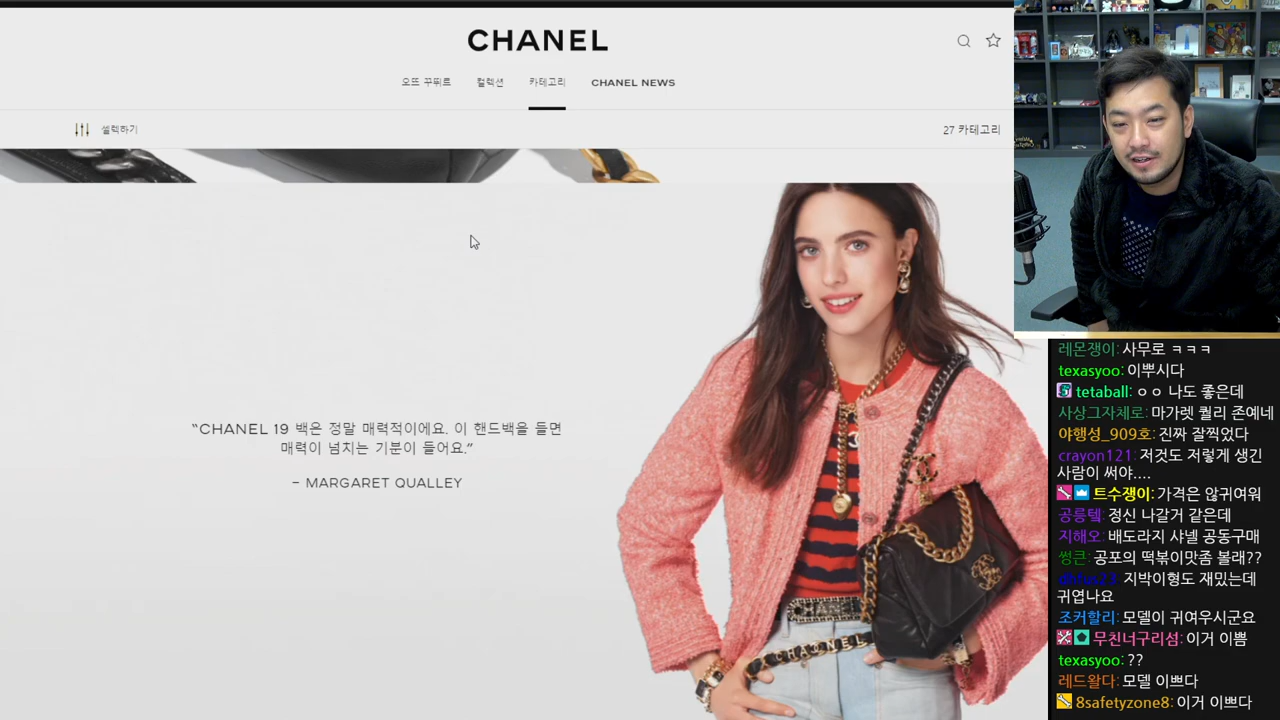 CHANEL
오뜨 꾸뛰르 컬렉션 카테고리 CHANEL NEWS
셀렉하기
27 카테고리
“CHANEL 19 백은 정말 매력적이에요. 이 핸드백을 들면
매력이 넘치는 기분이 들어요.”
- MARGARET QUALLEY
레몬쟁이: 사무로 ㅋㅋㅋ
texasyoo: 이뿌시다
tetaball: ㅇㅇ 나도 좋은데
사상그자체로: 마가렛 퀄리 존예네
야행성_909호: 진짜 잘찍었다
crayon121: 저것도 저렇게 생긴
사람이 써야....
트수쟁이: 가격은 않귀여워
공릉텤: 정신 나갈거 같은데
지해오: 배도라지 샤넬 공동구매
썽큰: 공포의 떡볶이맛좀 볼래??
지박이형도 재밌는데
귀엽나요
조커할리: 모델이 귀여우시군요
무친너구리섬: 이거 이쁨
texasyoo: ??
레드왈다: 모델 이쁘다
8safetyzone8: 이거 이쁘다